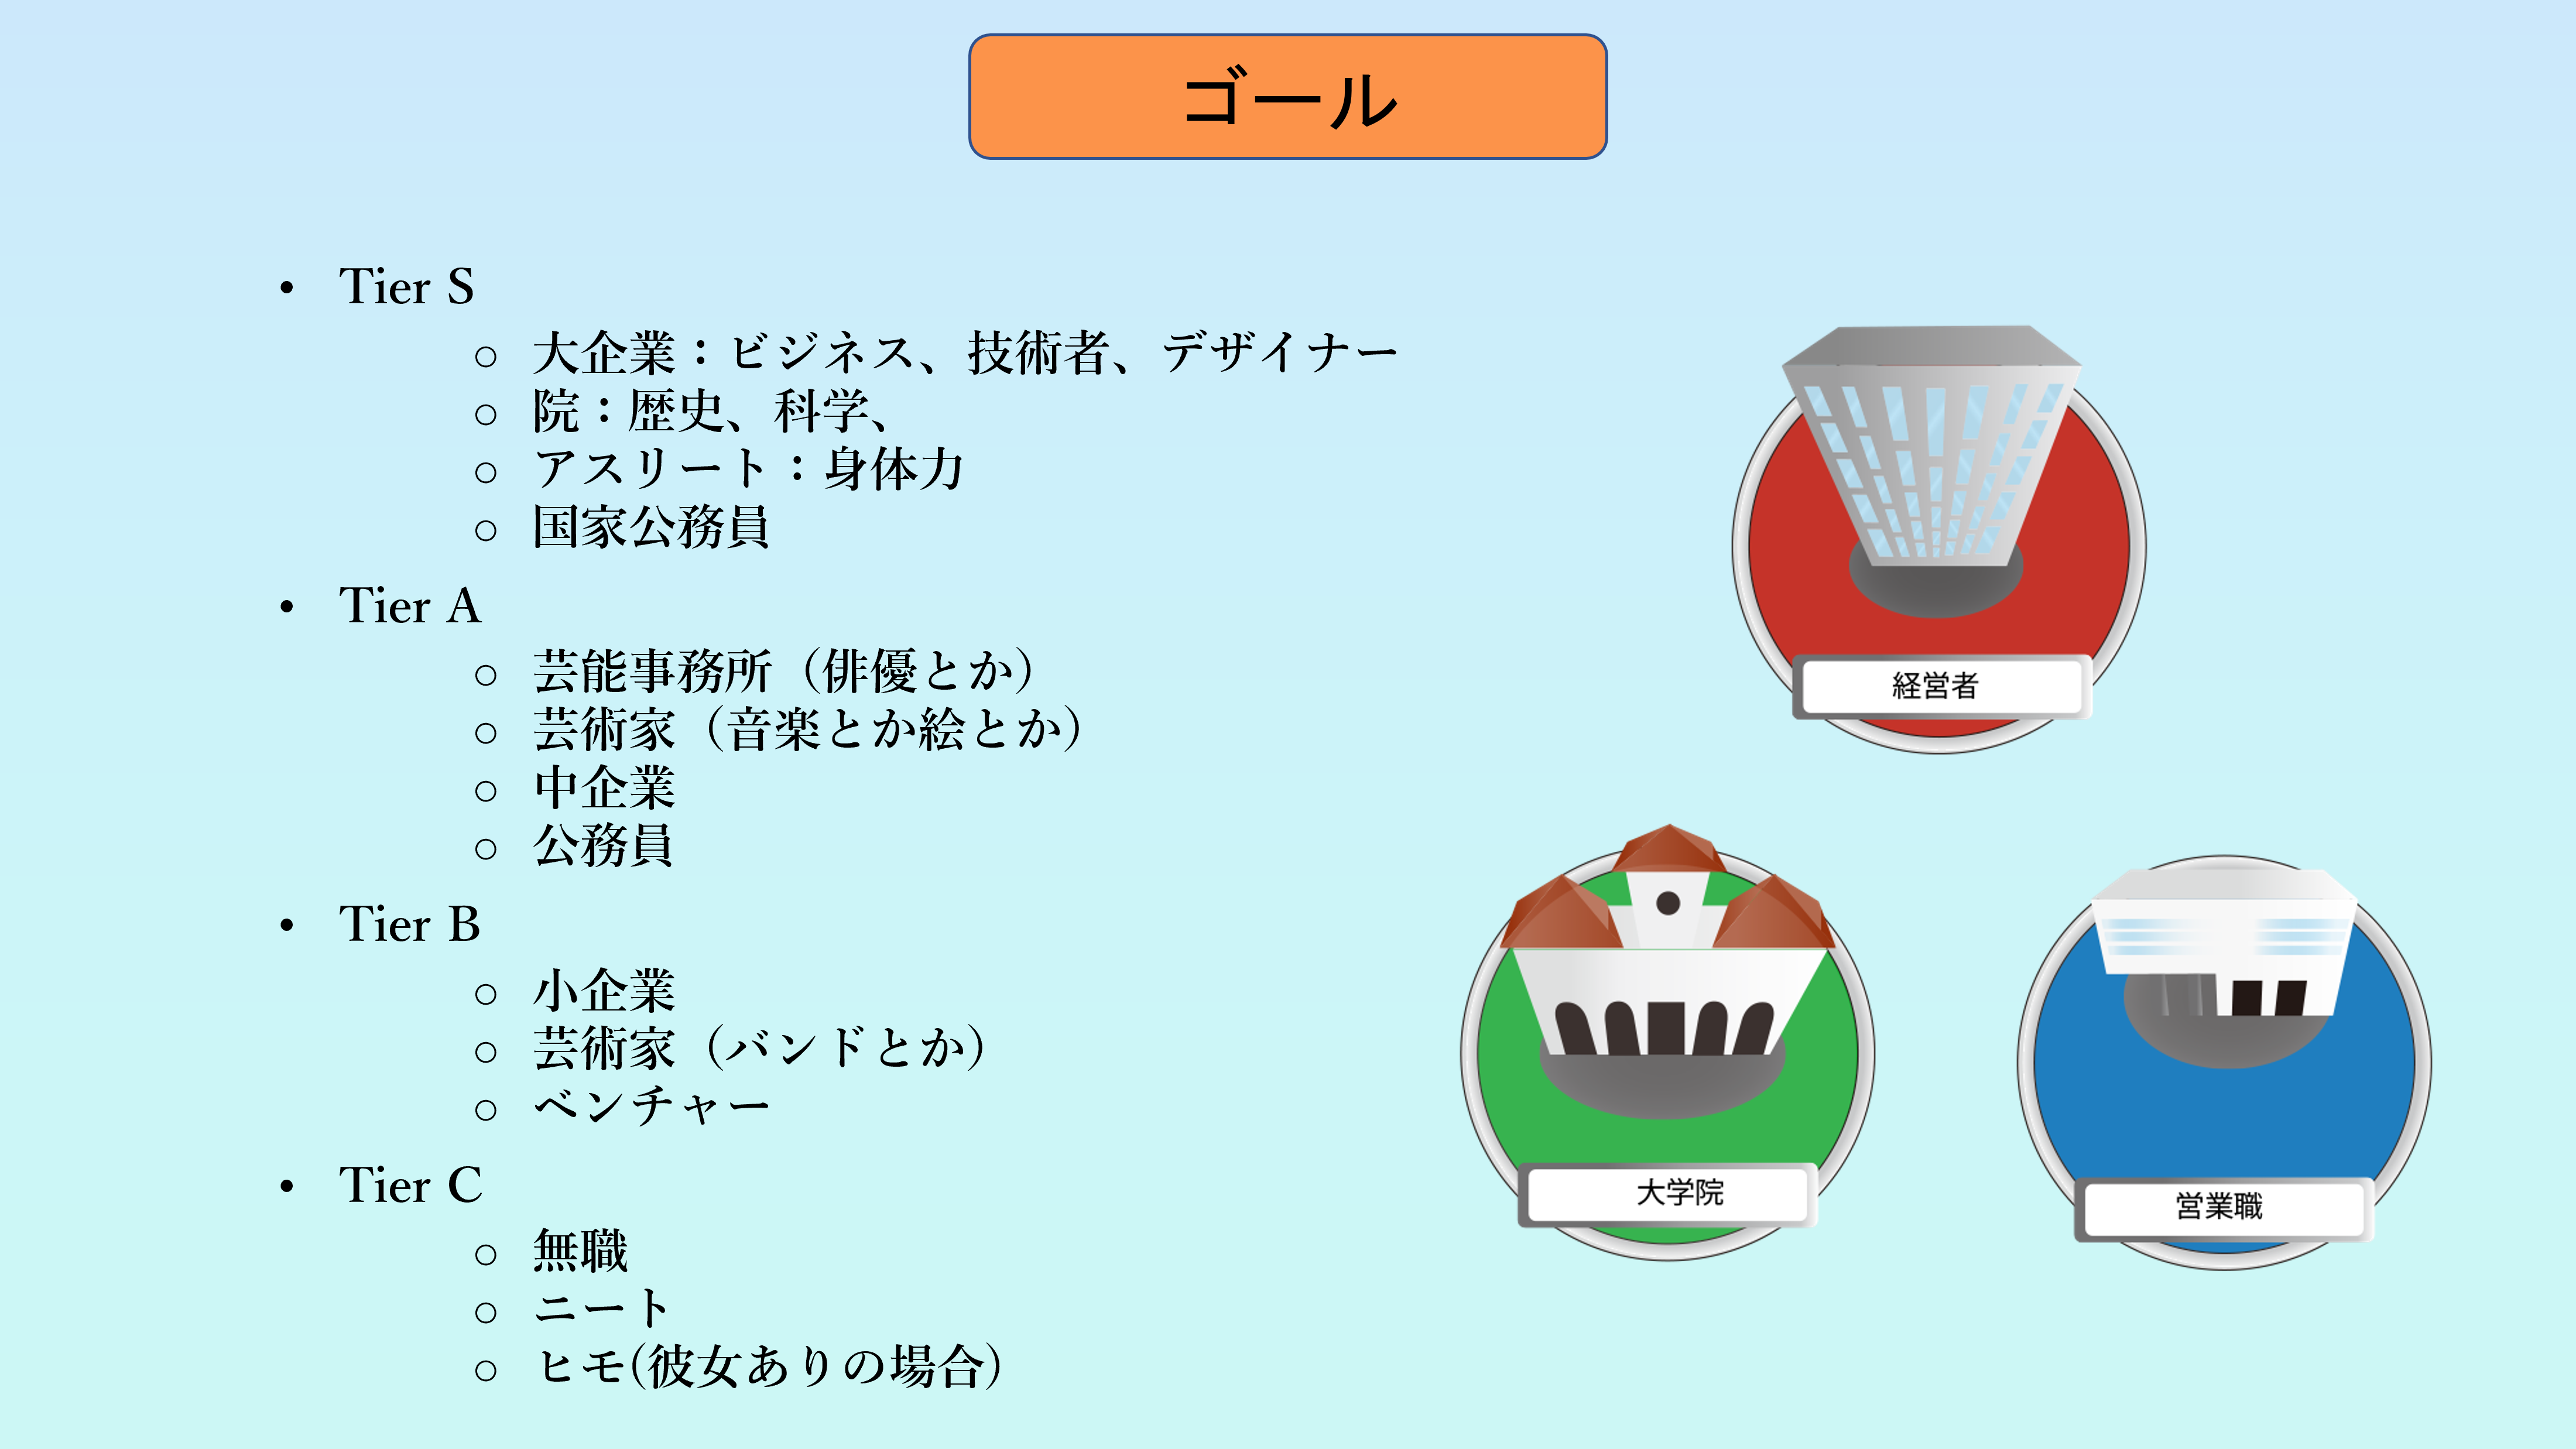 ゴール
• Tier S
○ 大企業：ビジネス、技術者、デザイナー
○ 院：歴史、科学、
○ アスリート：身体力
○ 国家公務員
• Tier A
○ 芸能事務所（俳優とか）
○ 芸術家（音楽とか絵とか）
○ 中企業
○ 公務員
• Tier B
○ 小企業
○ 芸術家（バンドとか）
○ ベンチャー
• Tier C
○ 無職
○ ニート
○ ヒモ(彼女ありの場合）
経営者
大学院
営業職